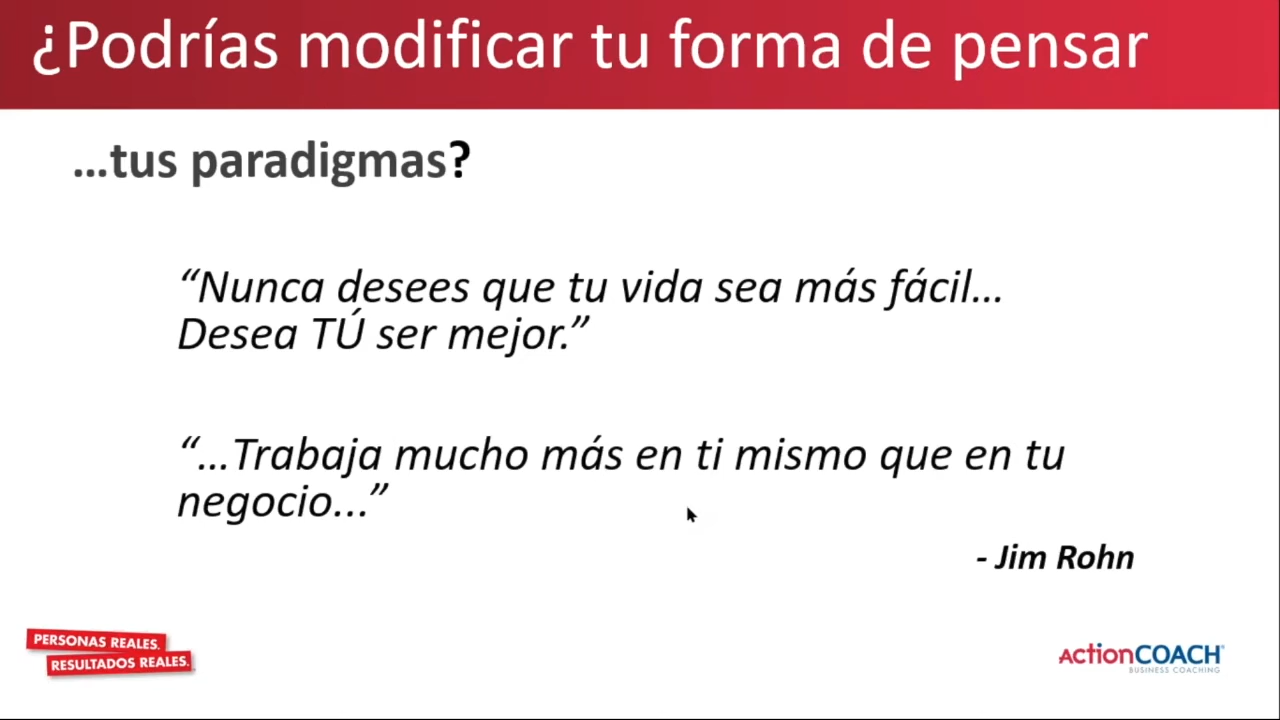 ¿Podrías modificar tu forma de pensar
...tus paradigmas?
“Nunca desees que tu vida sea más fácil...
Desea TÚ ser mejor.”
“...Trabaja mucho más en ti mismo que en tu
negocio...”
- Jim Rohn
PERSONAS REALES.
RESULTADOS REALES.
ActionCOACH®
BUSINESS COACHING